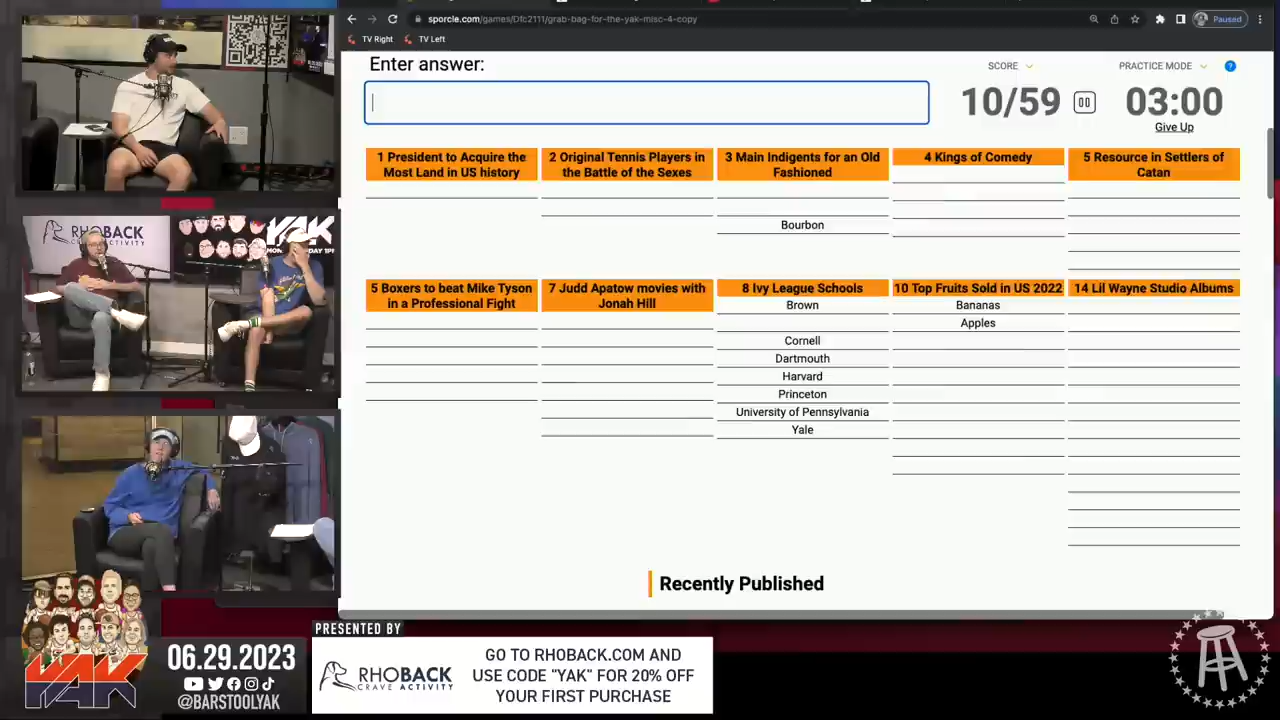 sporcle.com/games/Dfc2111/grab-bag-for-the-yak-misc-4-copy
Paused
TV Right
TV Left
Enter answer:
SCORE
PRACTICE MODE
10/59
03:00
Give Up
1 President to Acquire the
Most Land in US history
2 Original Tennis Players in
the Battle of the Sexes
3 Main Indigents for an Old
Fashioned
4 Kings of Comedy
5 Resource in Settlers of
Catan
Bourbon
5 Boxers to beat Mike Tyson
in a Professional Fight
7 Judd Apatow movies with
Jonah Hill
8 Ivy League Schools
10 Top Fruits Sold in US 2022
14 Lil Wayne Studio Albums
Brown
Bananas
Apples
Cornell
Dartmouth
Harvard
Princeton
University of Pennsylvania
Yale
Recently Published
RHOBACK
CRAVE ACTIVITY
YAK
PRESENTED BY
YAK
06.29.2023
@BARSTOOLYAK
RHOBACK
CRAVE ACTIVITY
GO TO RHOBACK.COM AND
USE CODE "YAK" FOR 20% OFF
YOUR FIRST PURCHASE